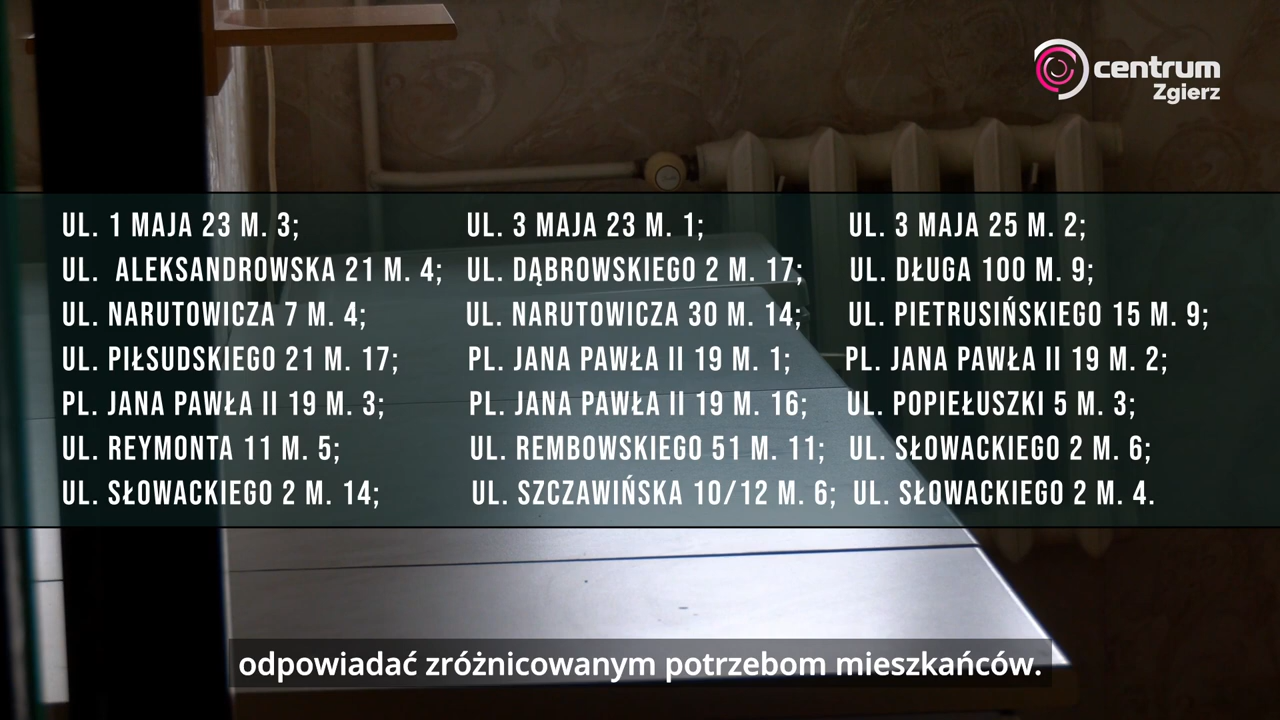 centrum
Zgierz
UL. 1 MAJA 23 M. 3; UL. 3 MAJA 23 M. 1; UL. 3 MAJA 25 M. 2;
UL. ALEKSANDROWSKA 21 M. 4; UL. DĄBROWSKIEGO 2 M. 17; UL. DŁUGA 100 M. 9;
UL. NARUTOWICZA 7 M. 4; UL. NARUTOWICZA 30 M. 14; UL. PIETRUSIŃSKIEGO 15 M. 9;
UL. PIŁSUDSKIEGO 21 M. 17; PL. JANA PAWŁA II 19 M. 1; PL. JANA PAWŁA II 19 M. 2;
PL. JANA PAWŁA II 19 M. 3; PL. JANA PAWŁA II 19 M. 16; UL. POPIEŁUSZKI 5 M. 3;
UL. REYMONTA 11 M. 5; UL. REMBOWSKIEGO 51 M. 11; UL. SŁOWACKIEGO 2 M. 6;
UL. SŁOWACKIEGO 2 M. 14; UL. SZCZAWIŃSKA 10/12 M. 6; UL. SŁOWACKIEGO 2 M. 4.
odpowiadać zróżnicowanym potrzebom mieszkańców.